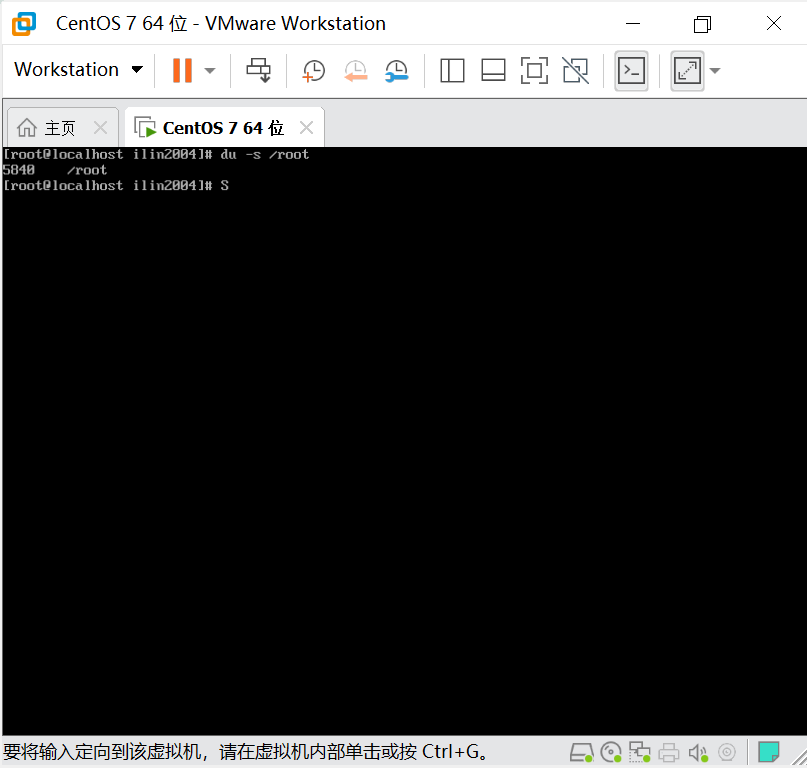 CentOS 7 64 位 - VMware Workstation
Workstation
主页
CentOS 7 64 位
[root@localhost ilin2004]# du -s /root
5840 /root
[root@localhost ilin2004]# S
要将输入定向到该虚拟机，请在虚拟机内部单击或按 Ctrl+G。